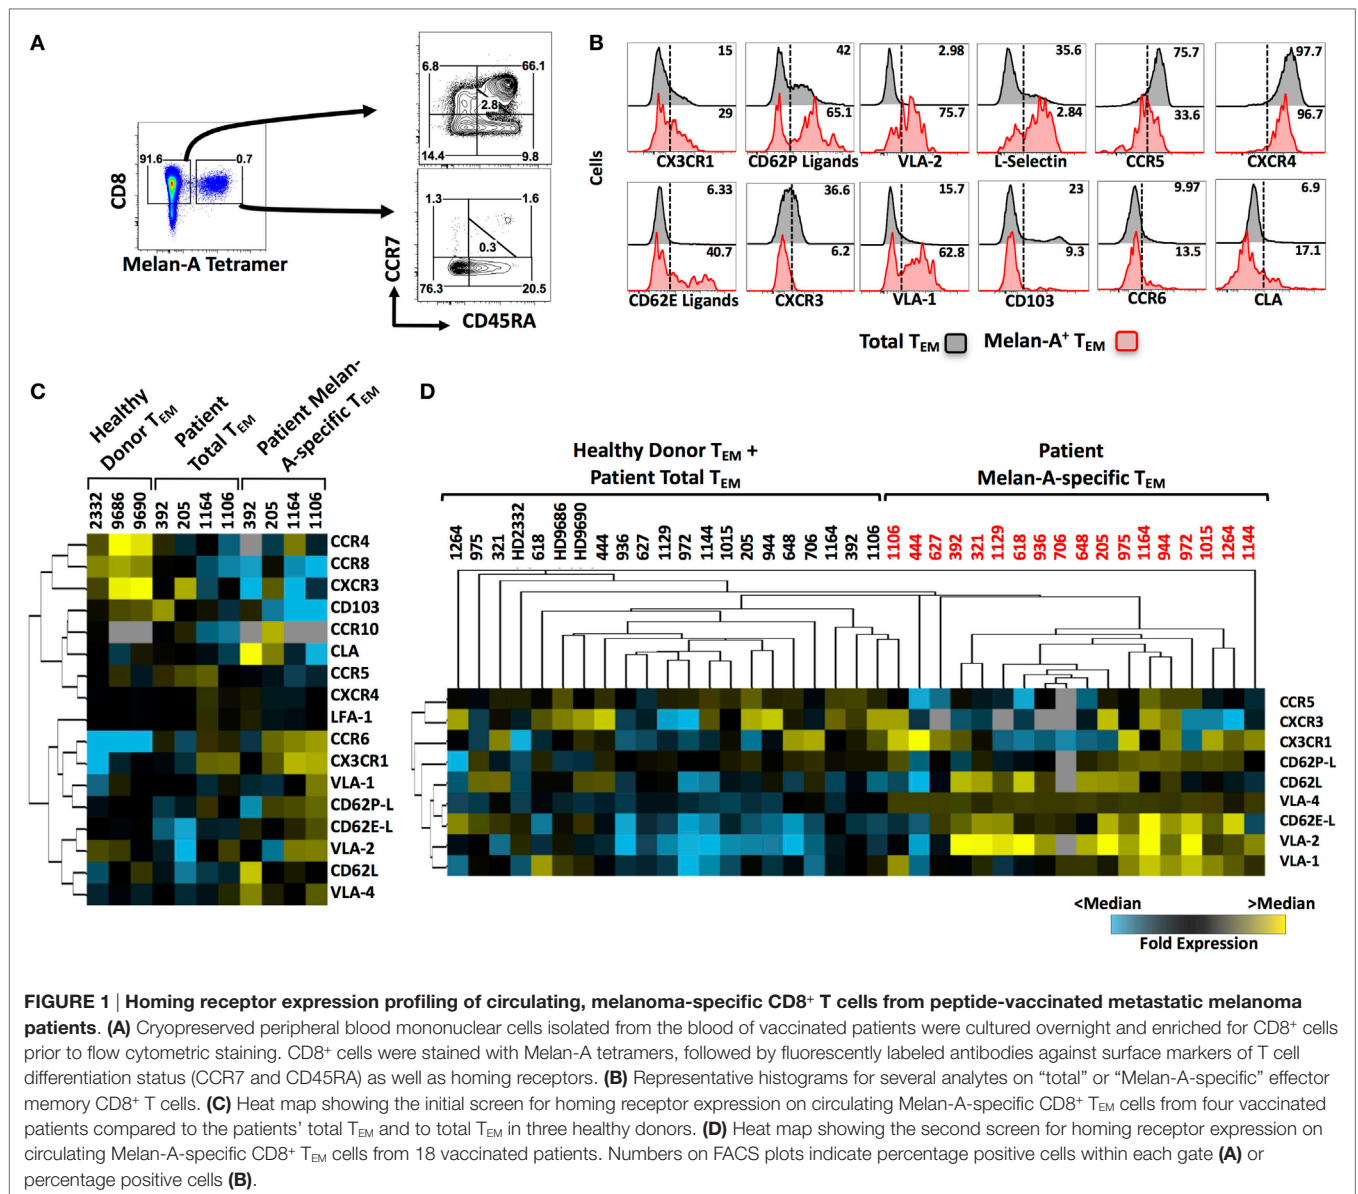 A
6.8
66.1
2.8
14.4
9.8
91.6
0.7
CD8
Melan-A Tetramer
1.3
1.6
0.3
76.3
20.5
CCR7
CD45RA
B
Cells
15
29
CX3CR1
42
65.1
CD62P Ligands
2.98
75.7
VLA-2
35.6
2.84
L-Selectin
75.7
33.6
CCR5
97.7
96.7
CXCR4
6.33
40.7
CD62E Ligands
36.6
6.2
CXCR3
15.7
62.8
VLA-1
23
9.3
CD103
9.97
13.5
CCR6
6.9
17.1
CLA
Total TEM
Melan-A+ TEM
C
Healthy
Donor TEM
Patient
Total TEM
Patient Melan-
A-specific TEM
2332 9686 9690 392 205 1164 1106 392 205 1164 1106
CCR4
CCR8
CXCR3
CD103
CCR10
CLA
CCR5
CXCR4
LFA-1
CCR6
CX3CR1
VLA-1
CD62P-L
CD62E-L
VLA-2
CD62L
VLA-4
D
Healthy Donor TEM +
Patient Total TEM
Patient
Melan-A-specific TEM
1264 975 321 HD2332 618 HD9686 HD9690 444 936 627 1129 972 1144 1015 205 944 648 706 1164 392 1106 1106 444 627 392 321 1129 618 936 706 648 205 975 1164 944 972 1015 1264 1144
CCR5
CXCR3
CX3CR1
CD62P-L
CD62L
VLA-4
CD62E-L
VLA-2
VLA-1
<Median
>Median
Fold Expression
FIGURE 1 | Homing receptor expression profiling of circulating, melanoma-specific CD8+ T cells from peptide-vaccinated metastatic melanoma
patients. (A) Cryopreserved peripheral blood mononuclear cells isolated from the blood of vaccinated patients were cultured overnight and enriched for CD8+ cells
prior to flow cytometric staining. CD8+ cells were stained with Melan-A tetramers, followed by fluorescently labeled antibodies against surface markers of T cell
differentiation status (CCR7 and CD45RA) as well as homing receptors. (B) Representative histograms for several analytes on “total” or “Melan-A-specific” effector
memory CD8+ T cells. (C) Heat map showing the initial screen for homing receptor expression on circulating Melan-A-specific CD8+ TEM cells from four vaccinated
patients compared to the patients’ total TEM and to total TEM in three healthy donors. (D) Heat map showing the second screen for homing receptor expression on
circulating Melan-A-specific CD8+ TEM cells from 18 vaccinated patients. Numbers on FACS plots indicate percentage positive cells within each gate (A) or
percentage positive cells (B).